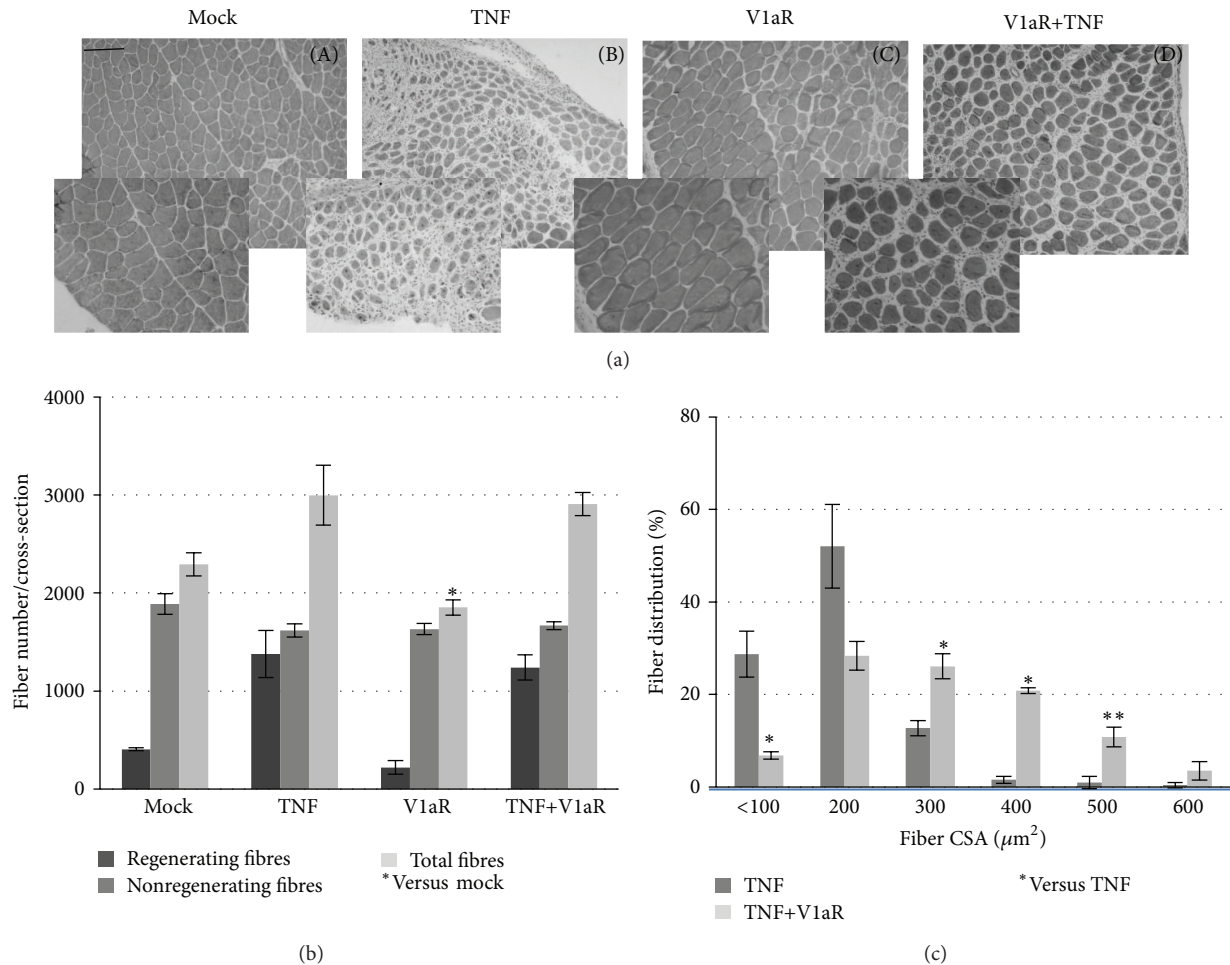 Mock
TNF
V1aR
V1aR+TNF
(A)
(B)
(C)
(D)
(a)
Fiber number/cross-section
4000
3000
2000
1000
0
*
Mock
TNF
V1aR
TNF+V1aR
Regenerating fibres
Nonregenerating fibres
Total fibres
*Versus mock
(b)
Fiber distribution (%)
80
60
40
20
0
*
*
*
**
<100
200
300
400
500
600
Fiber CSA (μm²)
TNF
TNF+V1aR
*Versus TNF
(c)